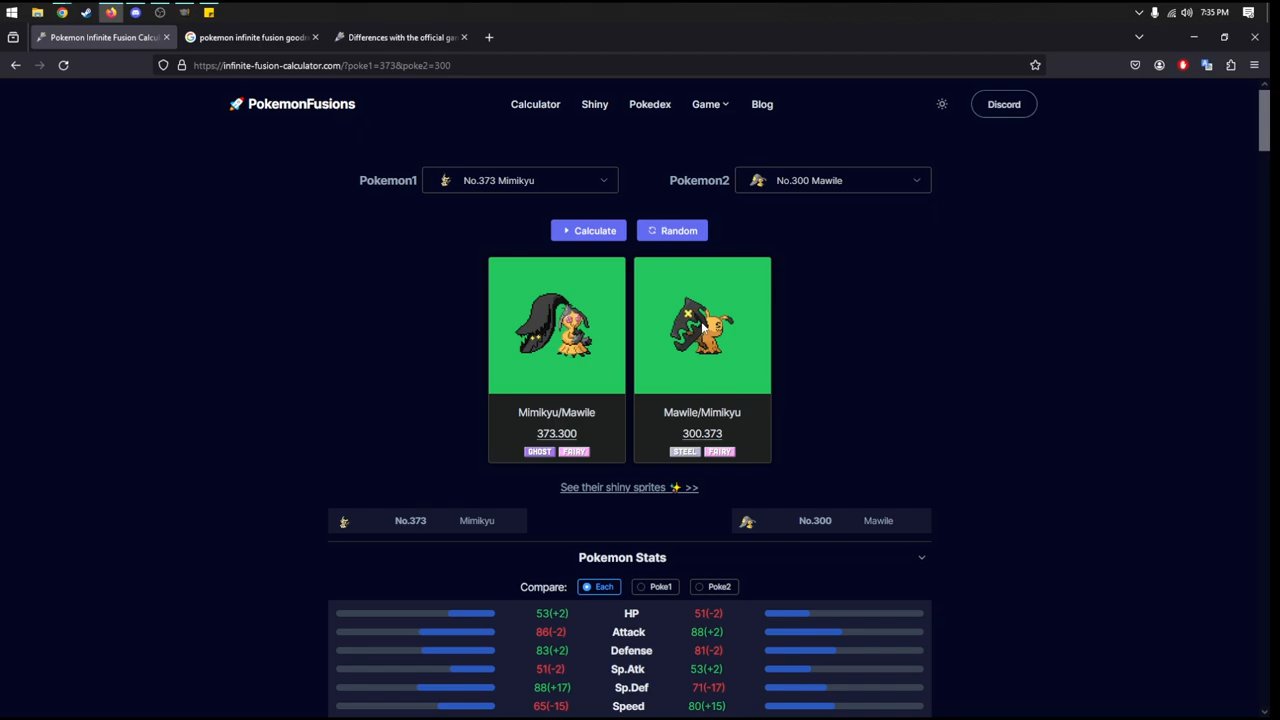 7:35 PM
Pokemon Infinite Fusion Calcul
pokemon infinite fusion goodr
Differences with the official gar
https://infinite-fusion-calculator.com/?poke1=373&poke2=300
PokemonFusions
Calculator Shiny Pokedex Game Blog
Discord
Pokemon1 No.373 Mimikyu
Pokemon2 No.300 Mawile
Calculate Random
Mimikyu/Mawile Mawile/Mimikyu
373.300 300.373
GHOST FAIRY STEEL FAIRY
See their shiny sprites ✨ >>
No.373 Mimikyu No.300 Mawile
Pokemon Stats
Compare: Each Poke1 Poke2
53(+2) HP 51(-2)
86(-2) Attack 88(+2)
83(+2) Defense 81(-2)
51(-2) Sp.Atk 53(+2)
88(+17) Sp.Def 71(-17)
65(-15) Speed 80(+15)